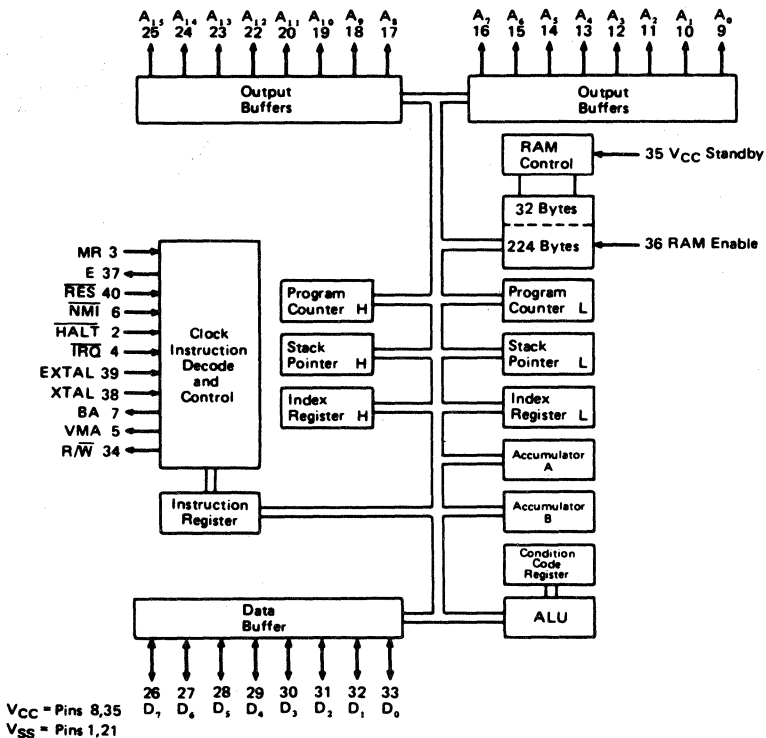 A₁₅ A₁₄ A₁₃ A₁₂ A₁₁ A₁₀ A₉ A₈ A₇ A₆ A₅ A₄ A₃ A₂ A₁ A₀
25 24 23 22 20 19 18 17 16 15 14 13 12 11 10 9
Output
Buffers
Output
Buffers
RAM
Control
35 VCC Standby
32 Bytes
224 Bytes
36 RAM Enable
MR 3
E 37
R̅E̅S̅ 40
N̅M̅I̅ 6
H̅A̅L̅T̅ 2
I̅R̅Q̅ 4
EXTAL 39
XTAL 38
BA 7
VMA 5
R/W̅ 34
Clock
Instruction
Decode
and
Control
Program
Counter H
Program
Counter L
Stack
Pointer H
Stack
Pointer L
Index
Register H
Index
Register L
Accumulator
A
Instruction
Register
Accumulator
B
Condition
Code
Register
Data
Buffer
ALU
26 27 28 29 30 31 32 33
D₇ D₆ D₅ D₄ D₃ D₂ D₁ D₀
VCC = Pins 8,35
VSS = Pins 1,21